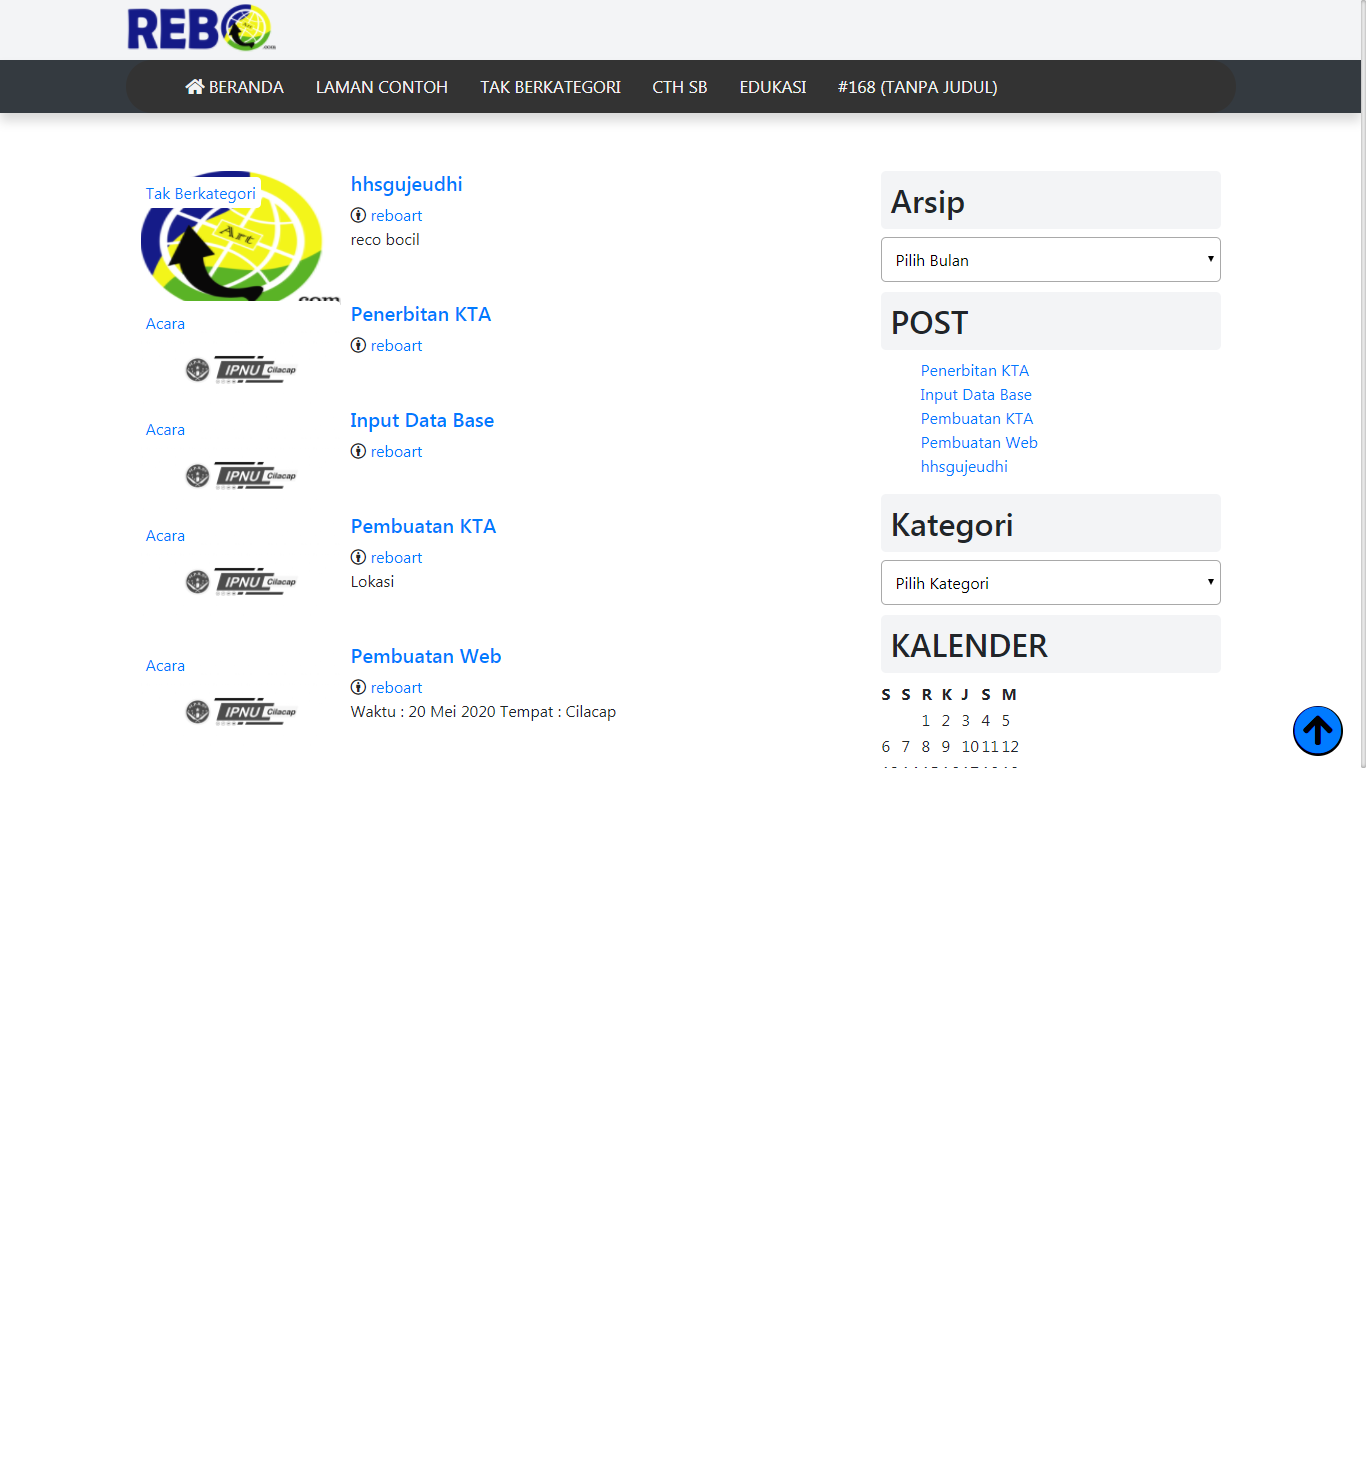 REBO
.com
BERANDA
LAMAN CONTOH
TAK BERKATEGORI
CTH SB
EDUKASI
#168 (TANPA JUDUL)
Tak Berkategori
Art
.com
hhsgujeudhi
reboart
reco bocil
Acara
IPNU Cilacap
Penerbitan KTA
reboart
Acara
IPNU Cilacap
Input Data Base
reboart
Acara
IPNU Cilacap
Pembuatan KTA
reboart
Lokasi
Acara
IPNU Cilacap
Pembuatan Web
reboart
Waktu : 20 Mei 2020 Tempat : Cilacap
Arsip
Pilih Bulan
POST
Penerbitan KTA
Input Data Base
Pembuatan KTA
Pembuatan Web
hhsgujeudhi
Kategori
Pilih Kategori
KALENDER
S S R K J S M
1 2 3 4 5
6 7 8 9 10 11 12